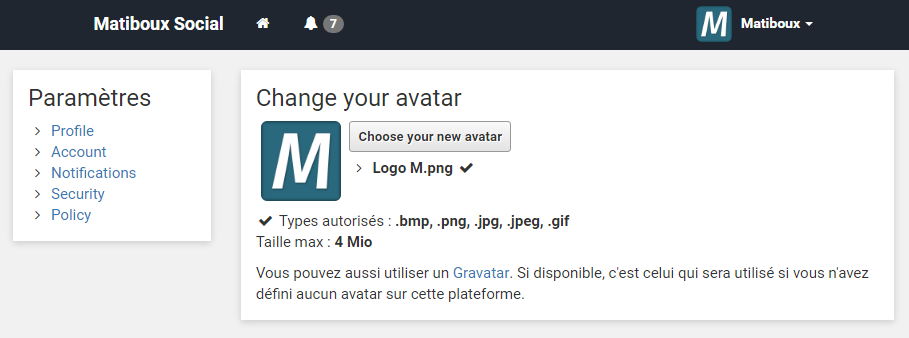 Matiboux Social 7 M Matiboux
Paramètres
Profile
Account
Notifications
Security
Policy
Change your avatar
M
Choose your new avatar
Logo M.png
Types autorisés : .bmp, .png, .jpg, .jpeg, .gif
Taille max : 4 Mio
Vous pouvez aussi utiliser un Gravatar. Si disponible, c'est celui qui sera utilisé si vous n'avez
défini aucun avatar sur cette plateforme.